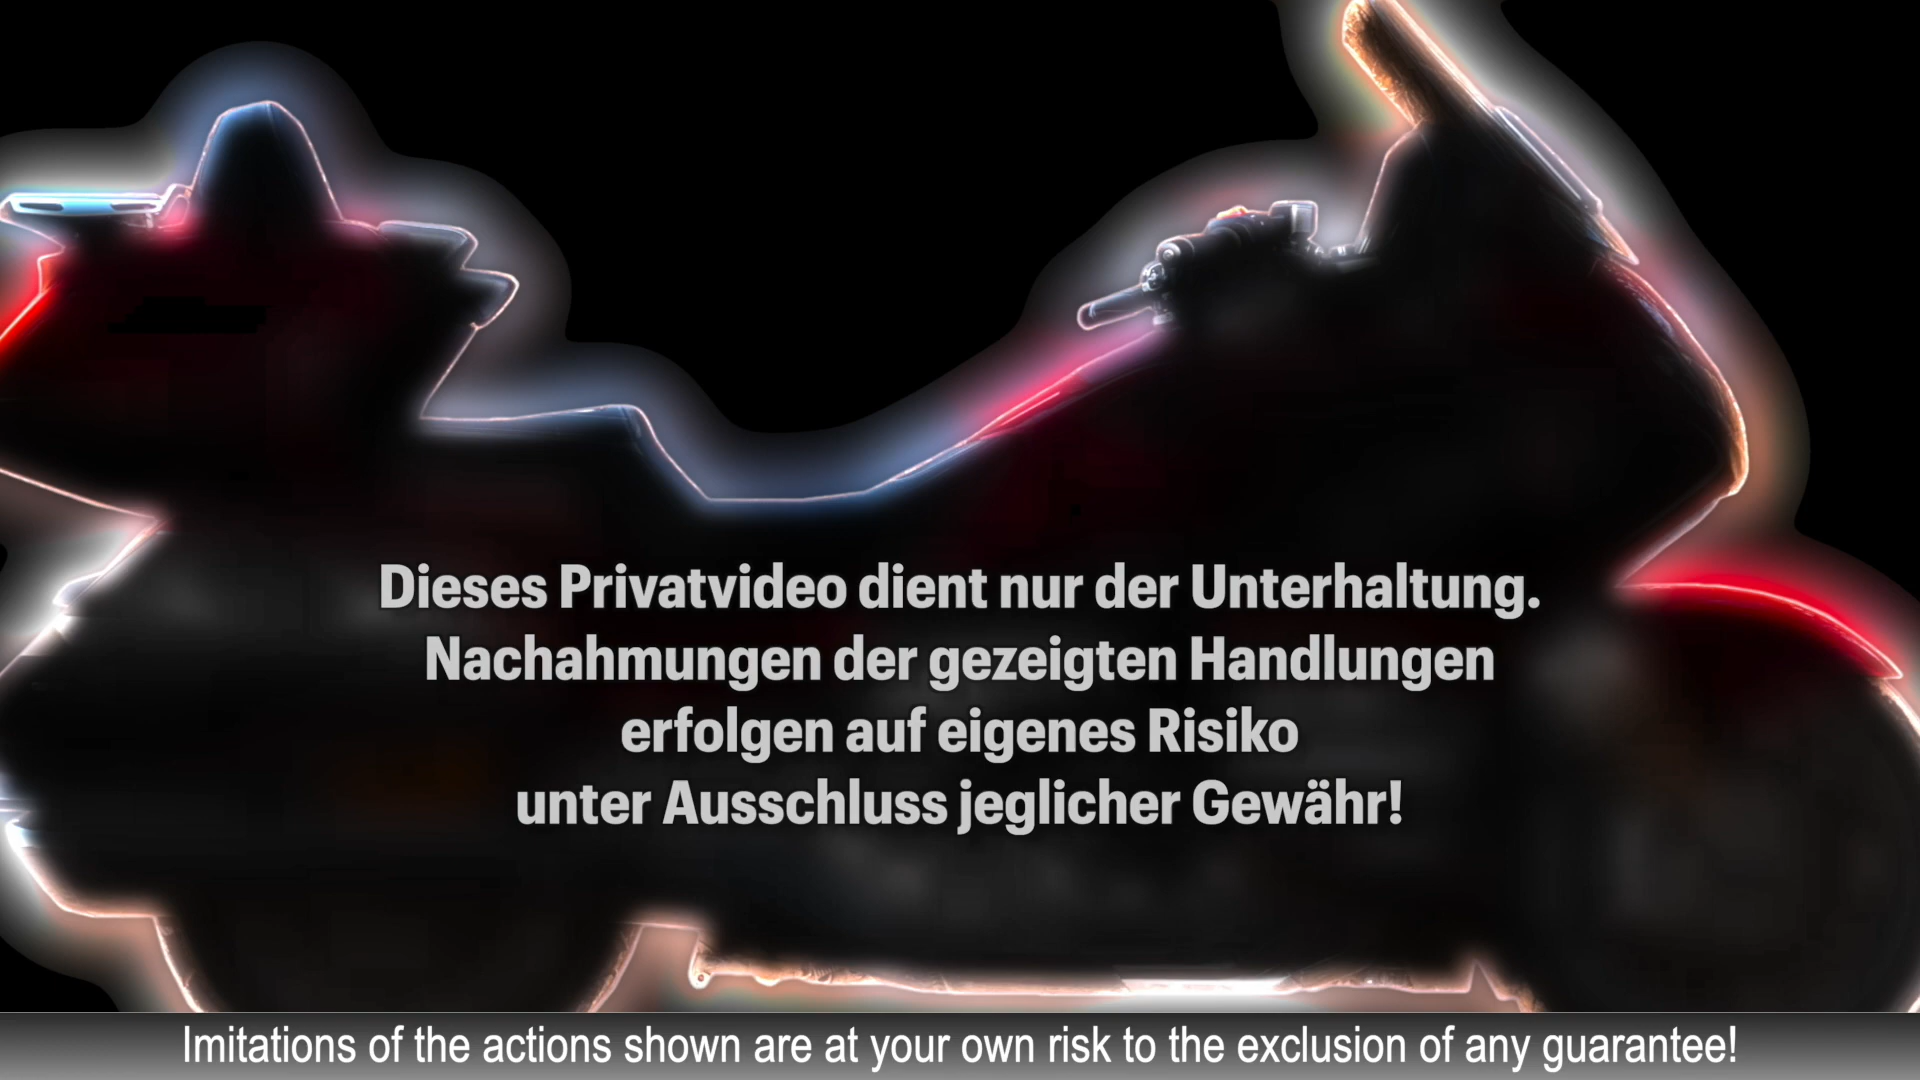 Dieses Privatvideo dient nur der Unterhaltung.
Nachahmungen der gezeigten Handlungen
erfolgen auf eigenes Risiko
unter Ausschluss jeglicher Gewähr!
Imitations of the actions shown are at your own risk to the exclusion of any guarantee!